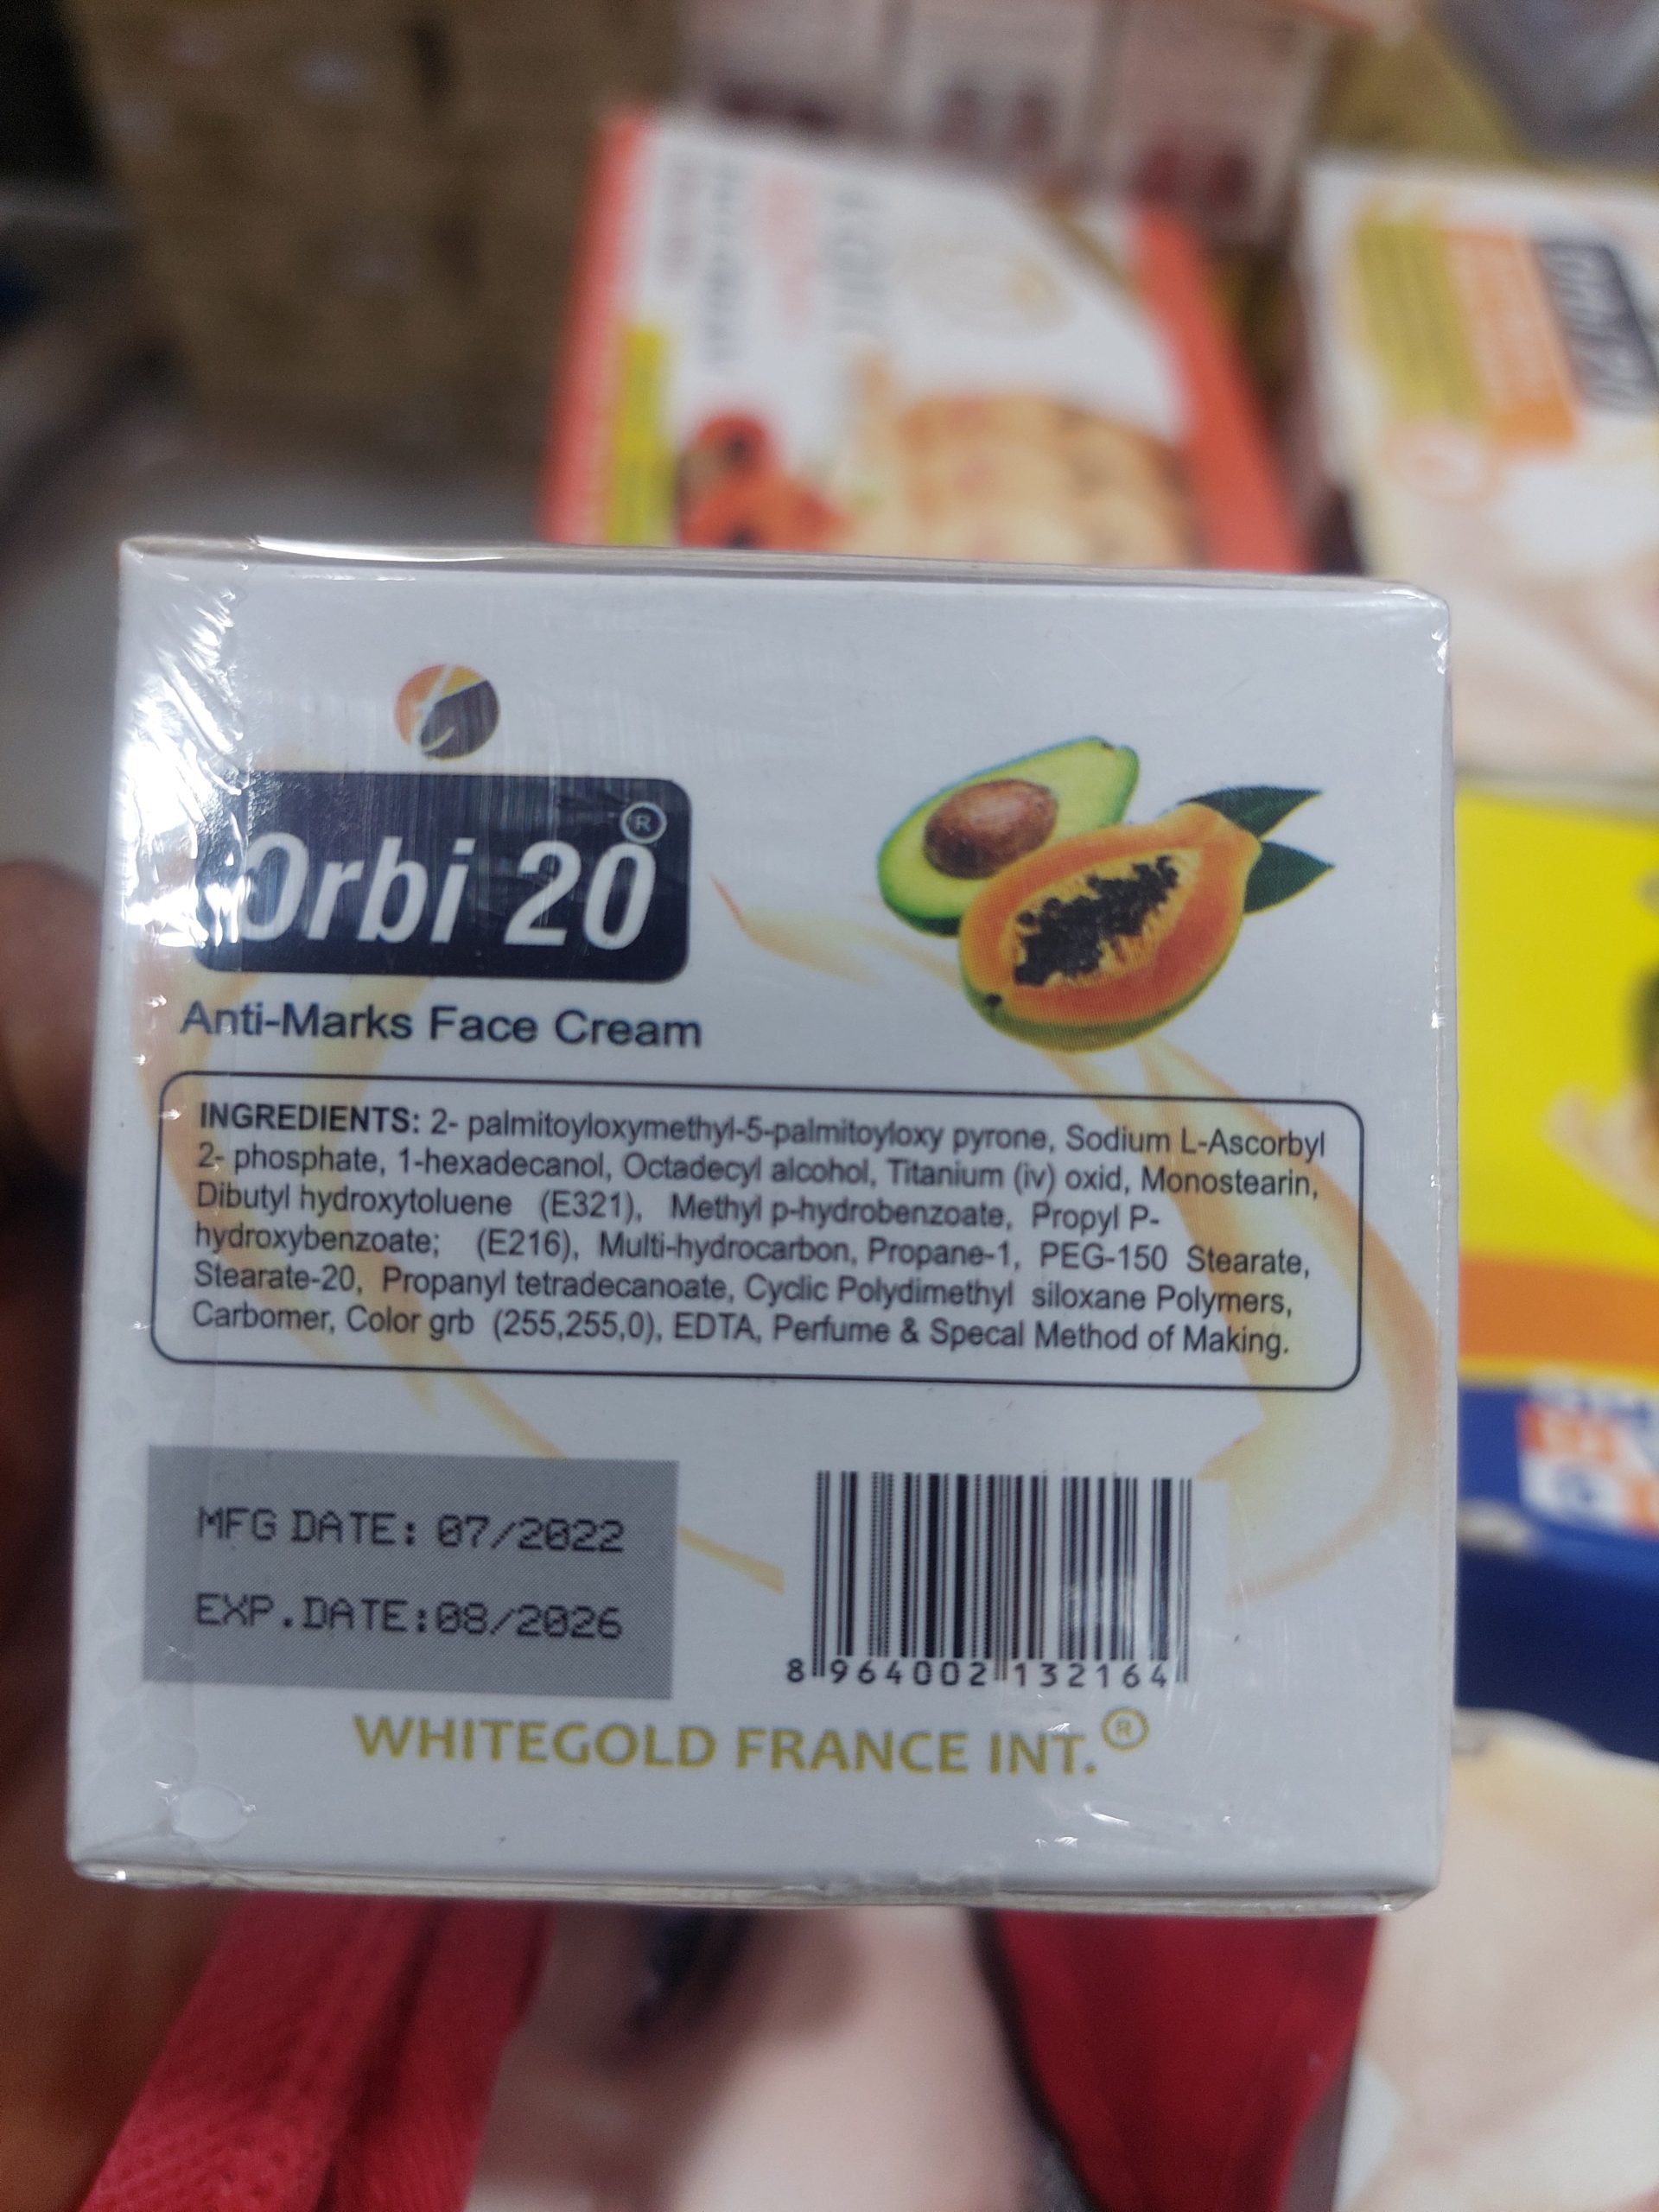 Orbi 20®
Anti-Marks Face Cream
INGREDIENTS: 2- palmitoyloxymethyl-5-palmitoyloxy pyrone, Sodium L-Ascorbyl
2- phosphate, 1-hexadecanol, Octadecyl alcohol, Titanium (iv) oxid, Monostearin,
Dibutyl hydroxytoluene (E321), Methyl p-hydrobenzoate, Propyl P-
hydroxybenzoate; (E216), Multi-hydrocarbon, Propane-1, PEG-150 Stearate,
Stearate-20, Propanyl tetradecanoate, Cyclic Polydimethyl siloxane Polymers,
Carbomer, Color grb (255,255,0), EDTA, Perfume & Specal Method of Making.
MFG DATE: 07/2022
EXP.DATE:08/2026
8 964002 132164
WHITEGOLD FRANCE INT.®